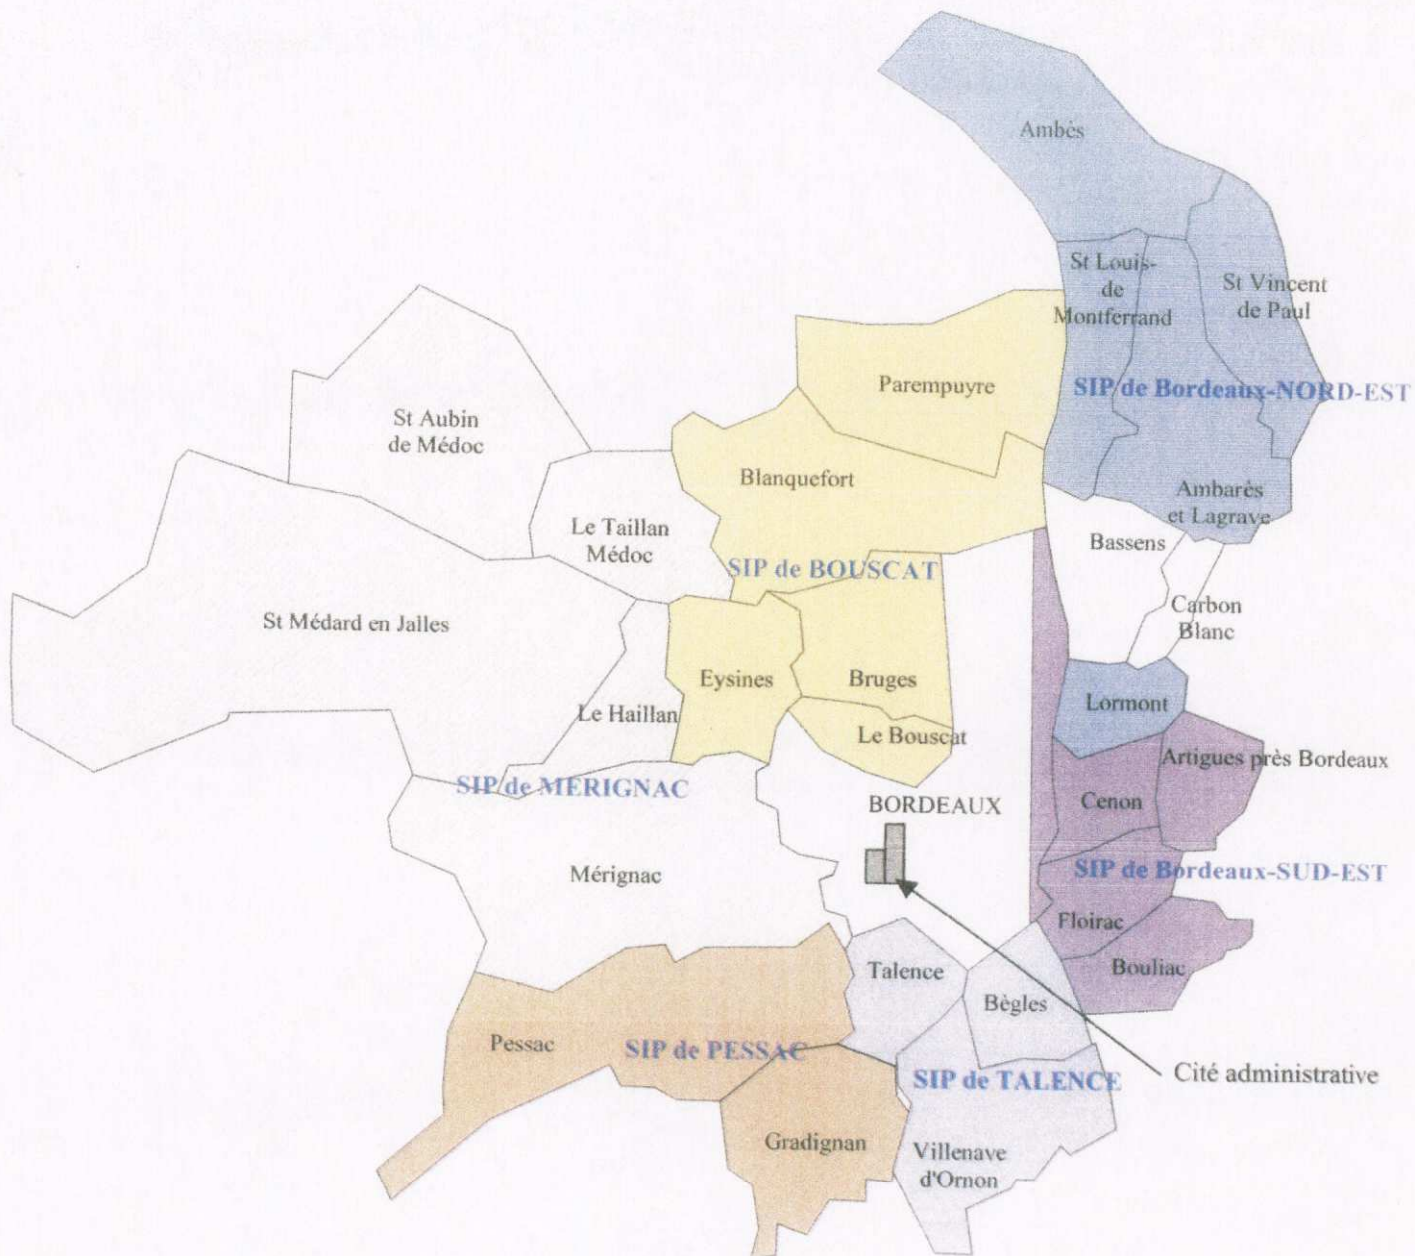 Ambès
St Louis-
de
Montferrand
St Vincent
de Paul
Parempuyre
SIP de Bordeaux-NORD-EST
St Aubin
de Médoc
Blanquefort
Ambarès
et Lagrave
Le Taillan
Médoc
Bassens
SIP de BOUSCAT
Carbon
Blanc
St Médard en Jalles
Eysines
Bruges
Lormont
Le Haillan
Le Bouscat
Artigues près Bordeaux
SIP de MERIGNAC
BORDEAUX
Cenon
Mérignac
SIP de Bordeaux-SUD-EST
Floirac
Talence
Bouliac
Bègles
Pessac
SIP de PESSAC
SIP de TALENCE
Cité administrative
Gradignan
Villenave
d'Ornon